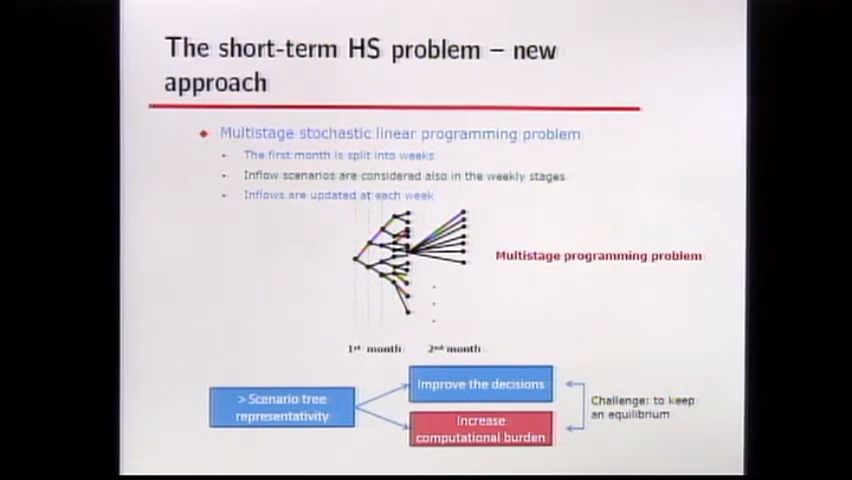 The short-term HS problem – new
approach
Multistage stochastic linear programming problem
The first month is split into weeks
Inflow scenarios are considered also in the weekly stages
Inflows are updated at each week
Multistage programming problem
1st month 2nd month
> Scenario tree
representativity
Improve the decisions
Increase
computational burden
Challenge: to keep
an equilibrium